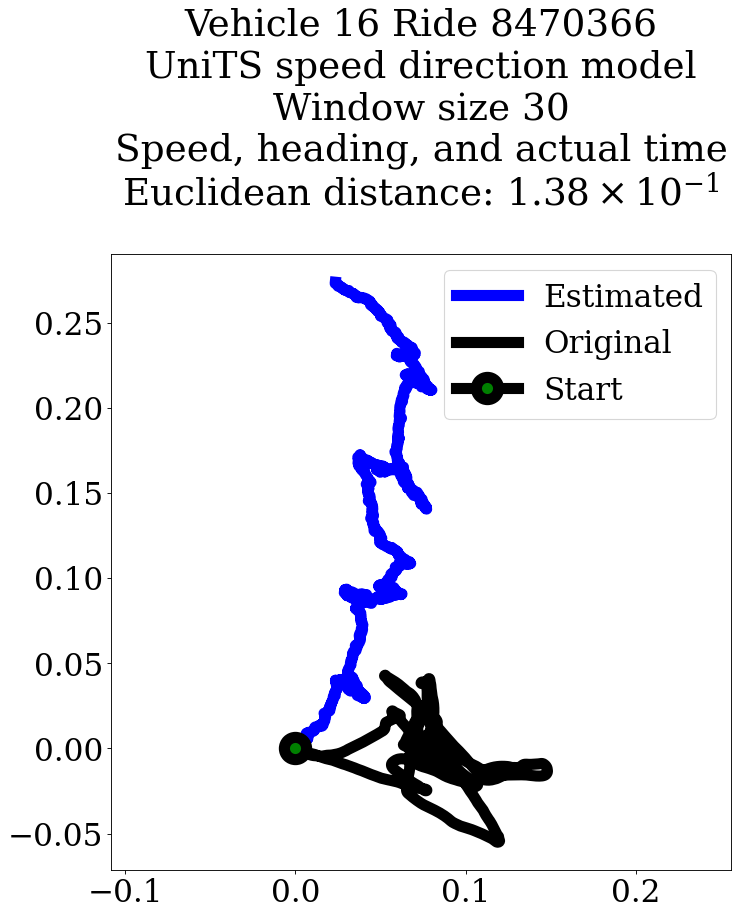 Vehicle 16 Ride 8470366
UniTS speed direction model
Window size 30
Speed, heading, and actual time
Euclidean distance: 1.38 × 10⁻¹
Estimated
Original
Start
0.25
0.20
0.15
0.10
0.05
0.00
−0.05
−0.1 0.0 0.1 0.2